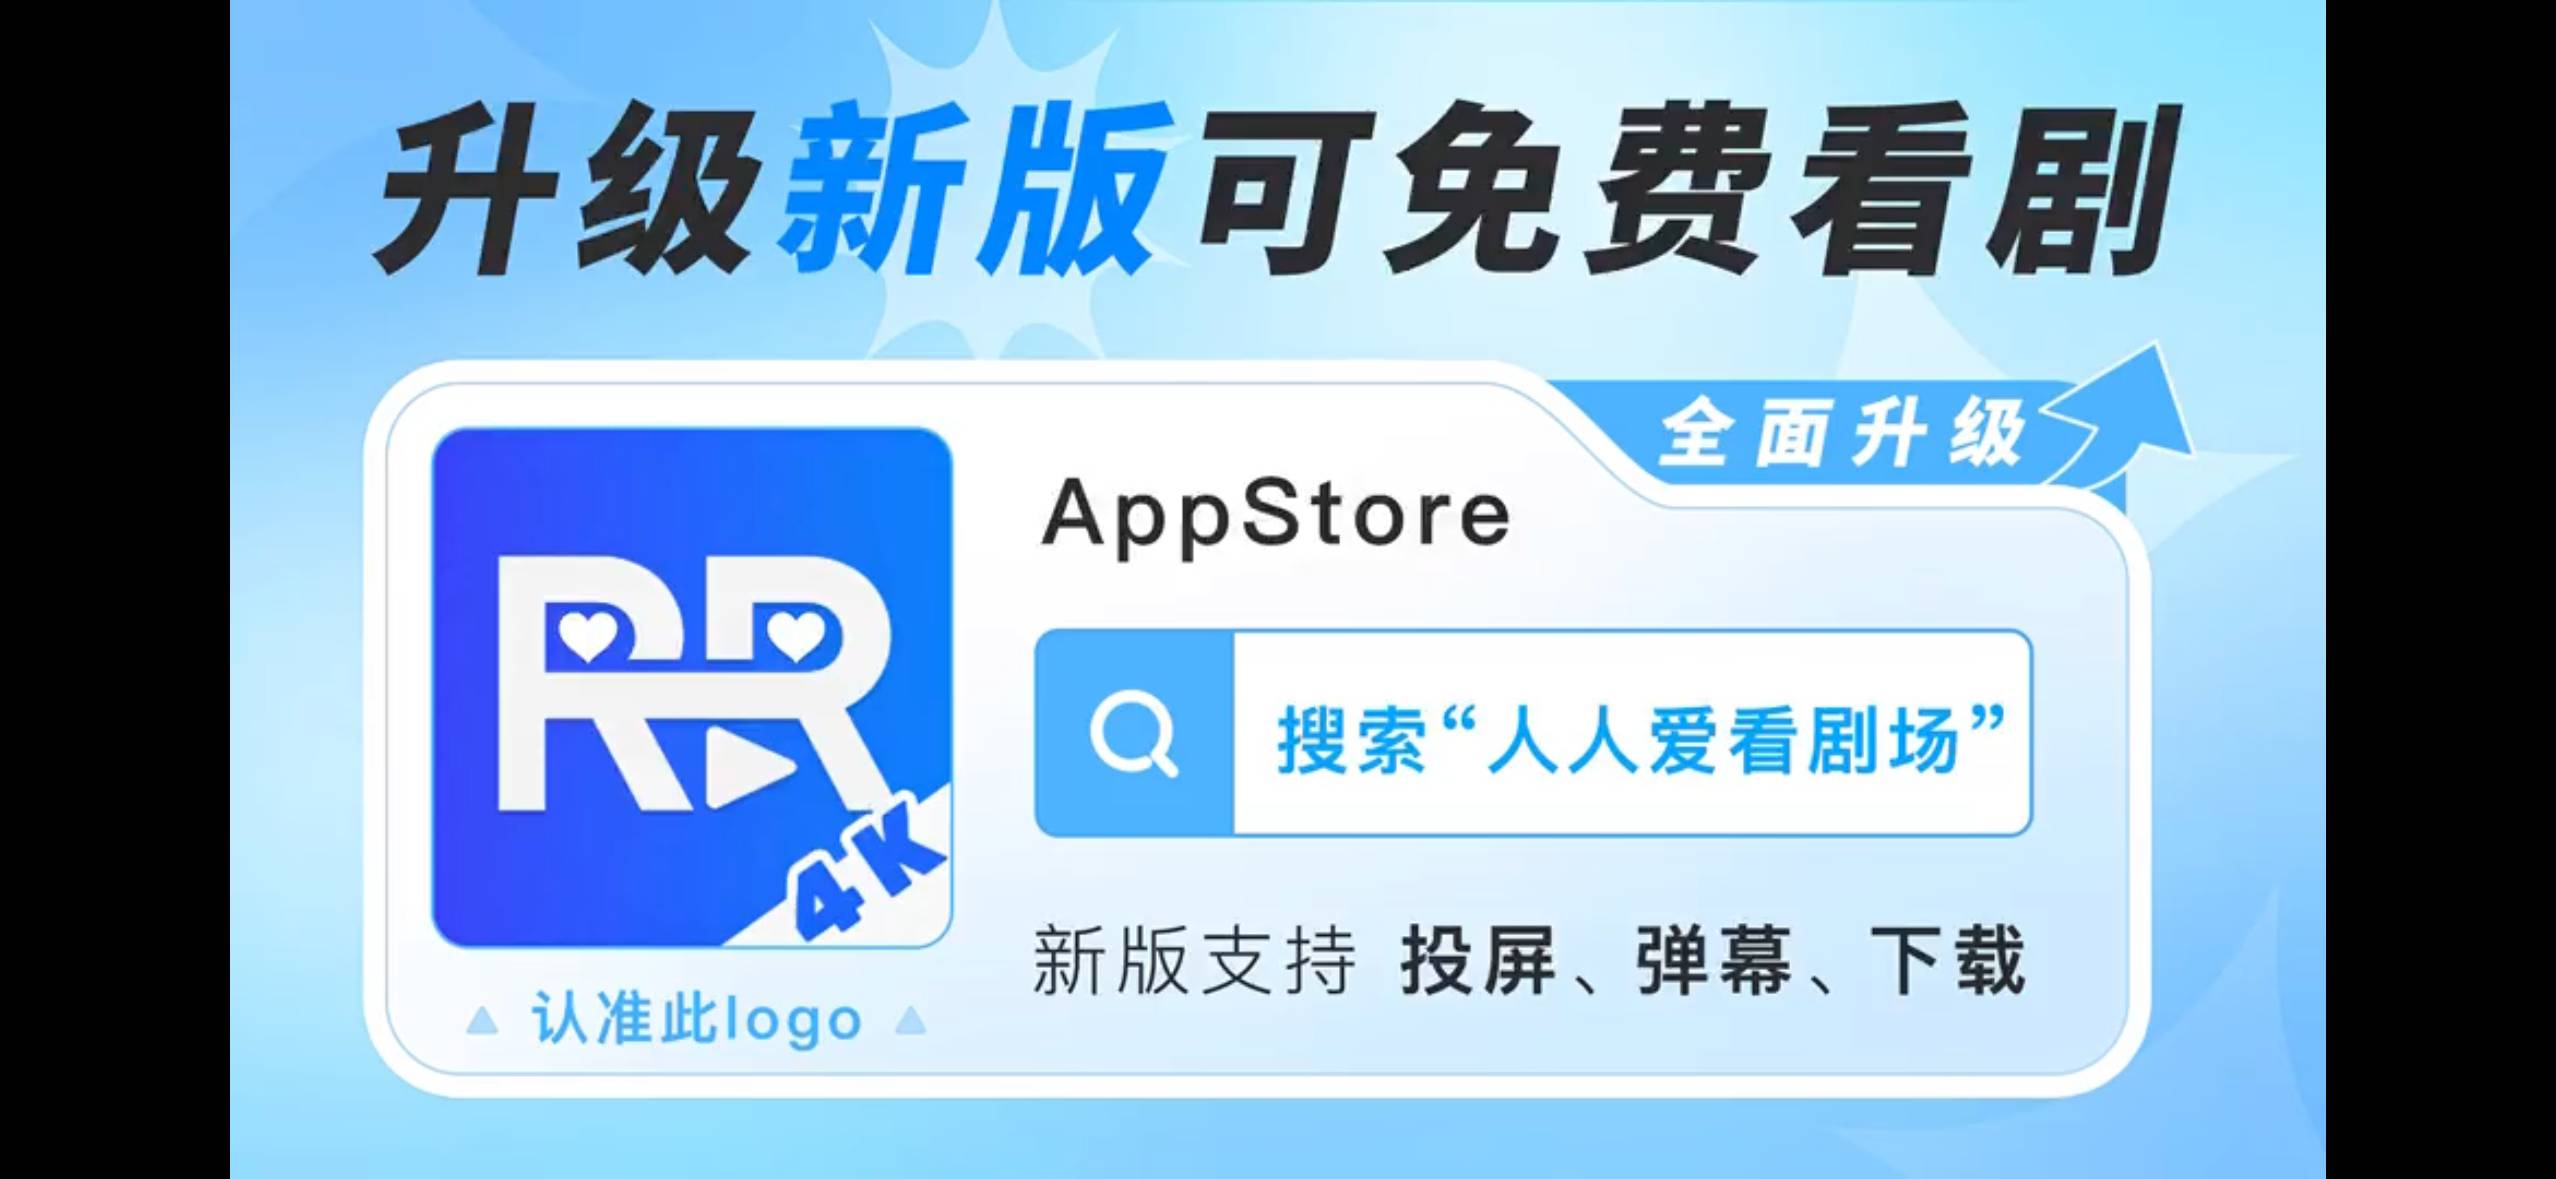 升级新版可免费看剧
全面升级
AppStore
RR
4K
搜索“人人爱看剧场”
新版支持 投屏、弹幕、下载
认准此logo